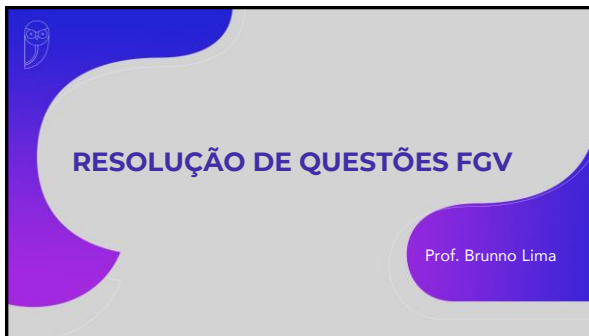 RESOLUÇÃO DE QUESTÕES FGV
Prof. Brunno Lima